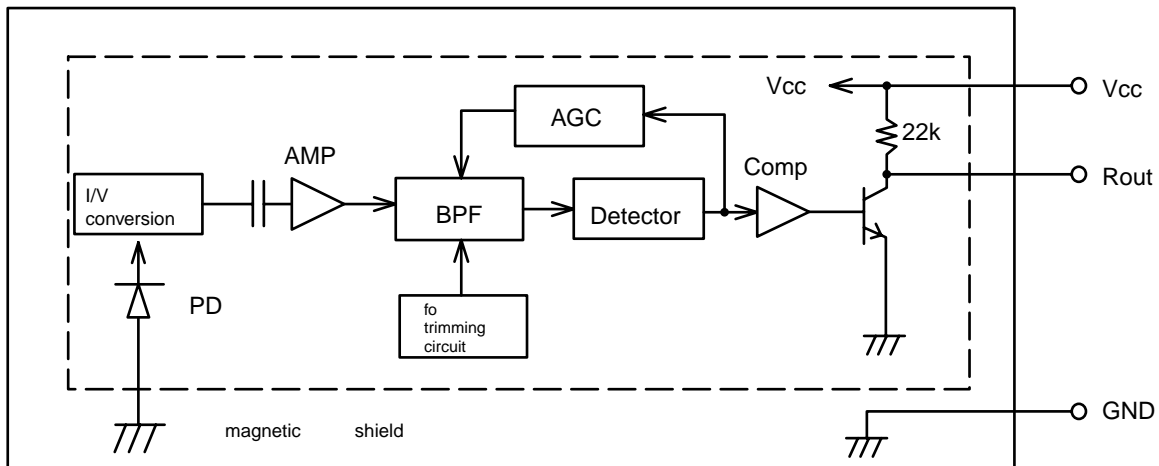 Vcc
Vcc
AGC
22k
AMP
Comp
I/V
conversion
BPF
Detector
Rout
PD
fo
trimming
circuit
GND
magnetic shield